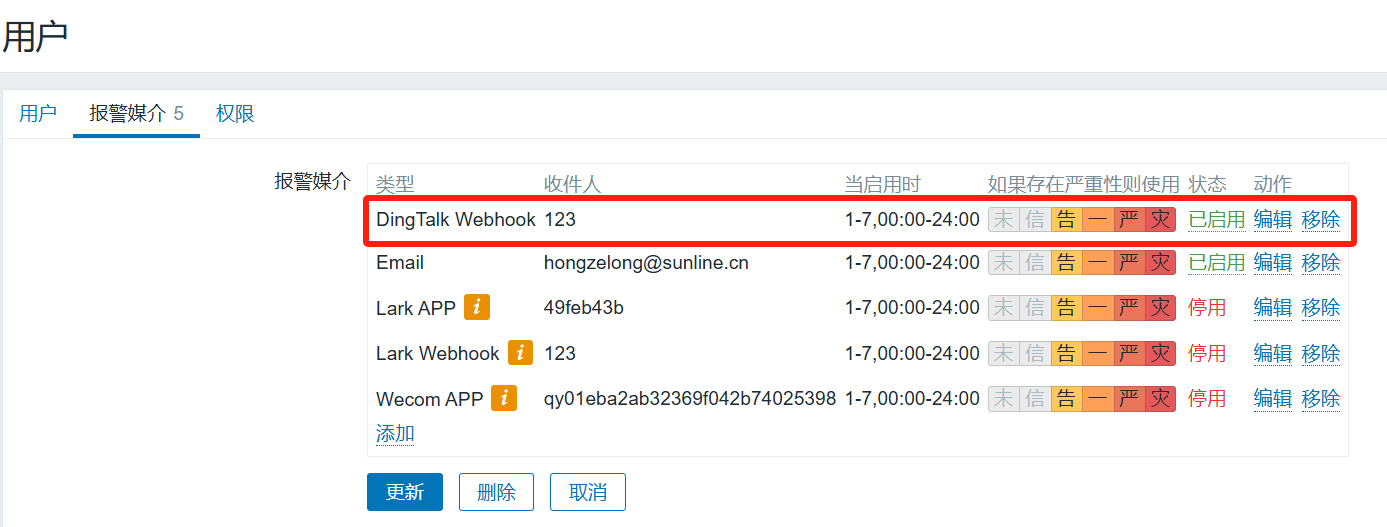 用户
用户 报警媒介 5 权限
报警媒介 类型 收件人 当启用时 如果存在严重性则使用 状态 动作
DingTalk Webhook 123 1-7,00:00-24:00 未 信 告 一 严 灾 已启用 编辑 移除
Email hongzelong@sunline.cn 1-7,00:00-24:00 未 信 告 一 严 灾 已启用 编辑 移除
Lark APP i 49feb43b 1-7,00:00-24:00 未 信 告 一 严 灾 停用 编辑 移除
Lark Webhook i 123 1-7,00:00-24:00 未 信 告 一 严 灾 停用 编辑 移除
Wecom APP i qy01eba2ab32369f042b74025398 1-7,00:00-24:00 未 信 告 一 严 灾 停用 编辑 移除
添加
更新 删除 取消